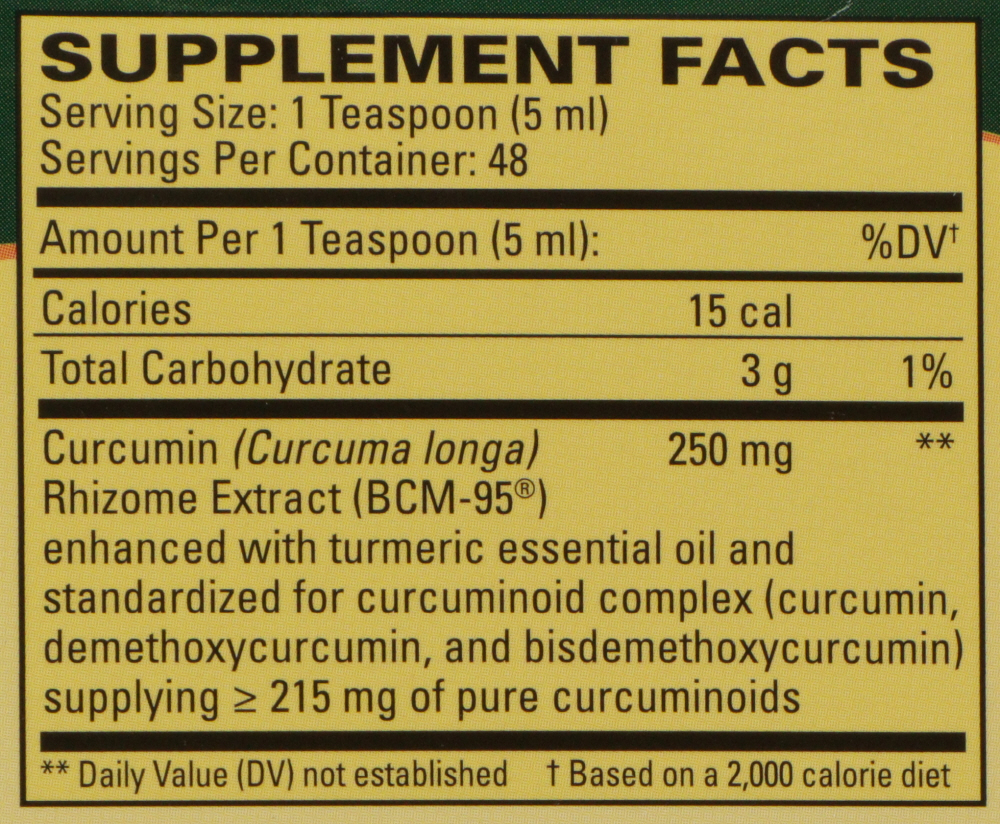 SUPPLEMENT FACTS
Serving Size: 1 Teaspoon (5 ml)
Servings Per Container: 48
Amount Per 1 Teaspoon (5 ml): %DV†
Calories 15 cal
Total Carbohydrate 3 g 1%
Curcumin (Curcuma longa) 250 mg **
Rhizome Extract (BCM-95®)
enhanced with turmeric essential oil and
standardized for curcuminoid complex (curcumin,
demethoxycurcumin, and bisdemethoxycurcumin)
supplying ≥ 215 mg of pure curcuminoids
** Daily Value (DV) not established † Based on a 2,000 calorie diet